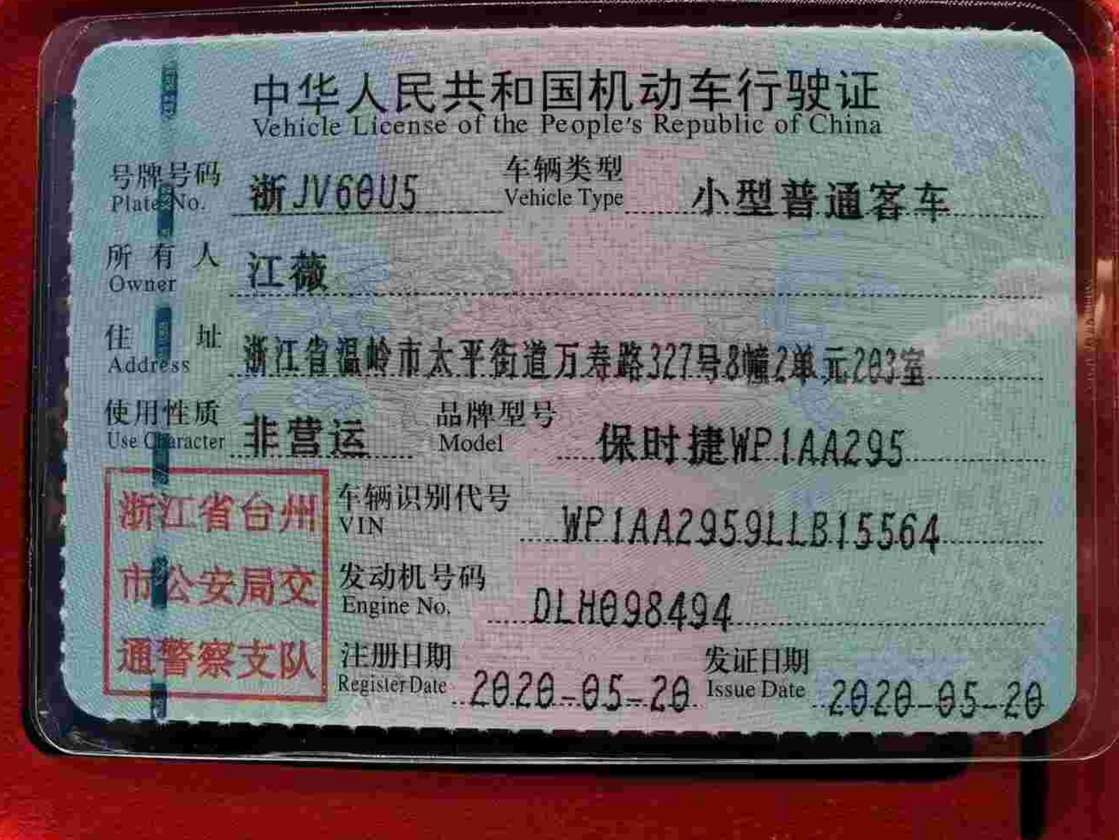 中华人民共和国机动车行驶证
Vehicle License of the People's Republic of China
号牌号码 浙JV60U5 车辆类型 小型普通客车
Plate No. Vehicle Type
所有人 江薇
Owner
住址 浙江省温岭市太平街道万寿路327号8幢2单元203室
Address
使用性质 非营运 品牌型号 保时捷WP1AA295
Use Character Model
浙江省台州
市公安局交
通警察支队
车辆识别代号 WP1AA2959LLB15564
VIN
发动机号码 DLH098494
Engine No.
注册日期 2020-05-20 发证日期 2020-05-20
Register Date Issue Date